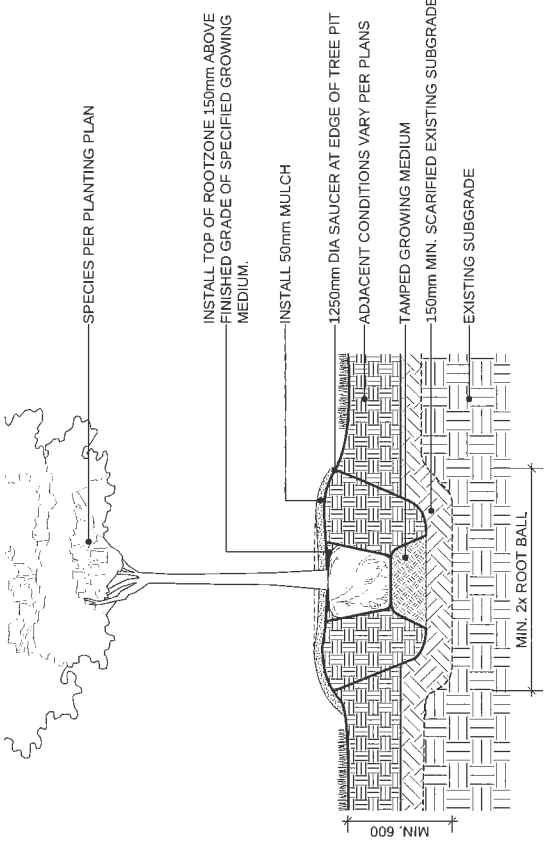 SPECIES PER PLANTING PLAN
INSTALL TOP OF ROOTZONE 150mm ABOVE
FINISHED GRADE OF SPECIFIED GROWING
MEDIUM.
INSTALL 50mm MULCH
1250mm DIA SAUCER AT EDGE OF TREE PIT
ADJACENT CONDITIONS VARY PER PLANS
TAMPED GROWING MEDIUM
150mm MIN. SCARIFIED EXISTING SUBGRADE
EXISTING SUBGRADE
MIN. 2x ROOT BALL
MIN. 600